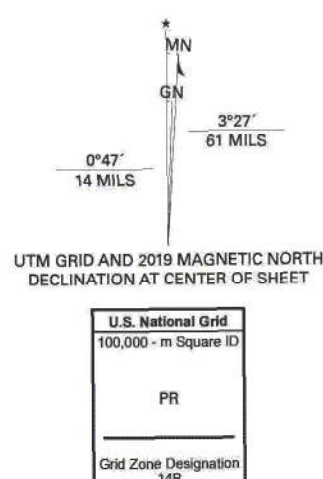 ★
MN
GN
3°27´
61 MILS
0°47´
14 MILS
UTM GRID AND 2019 MAGNETIC NORTH
DECLINATION AT CENTER OF SHEET
U.S. National Grid
100,000 - m Square ID
PR
Grid Zone Designation